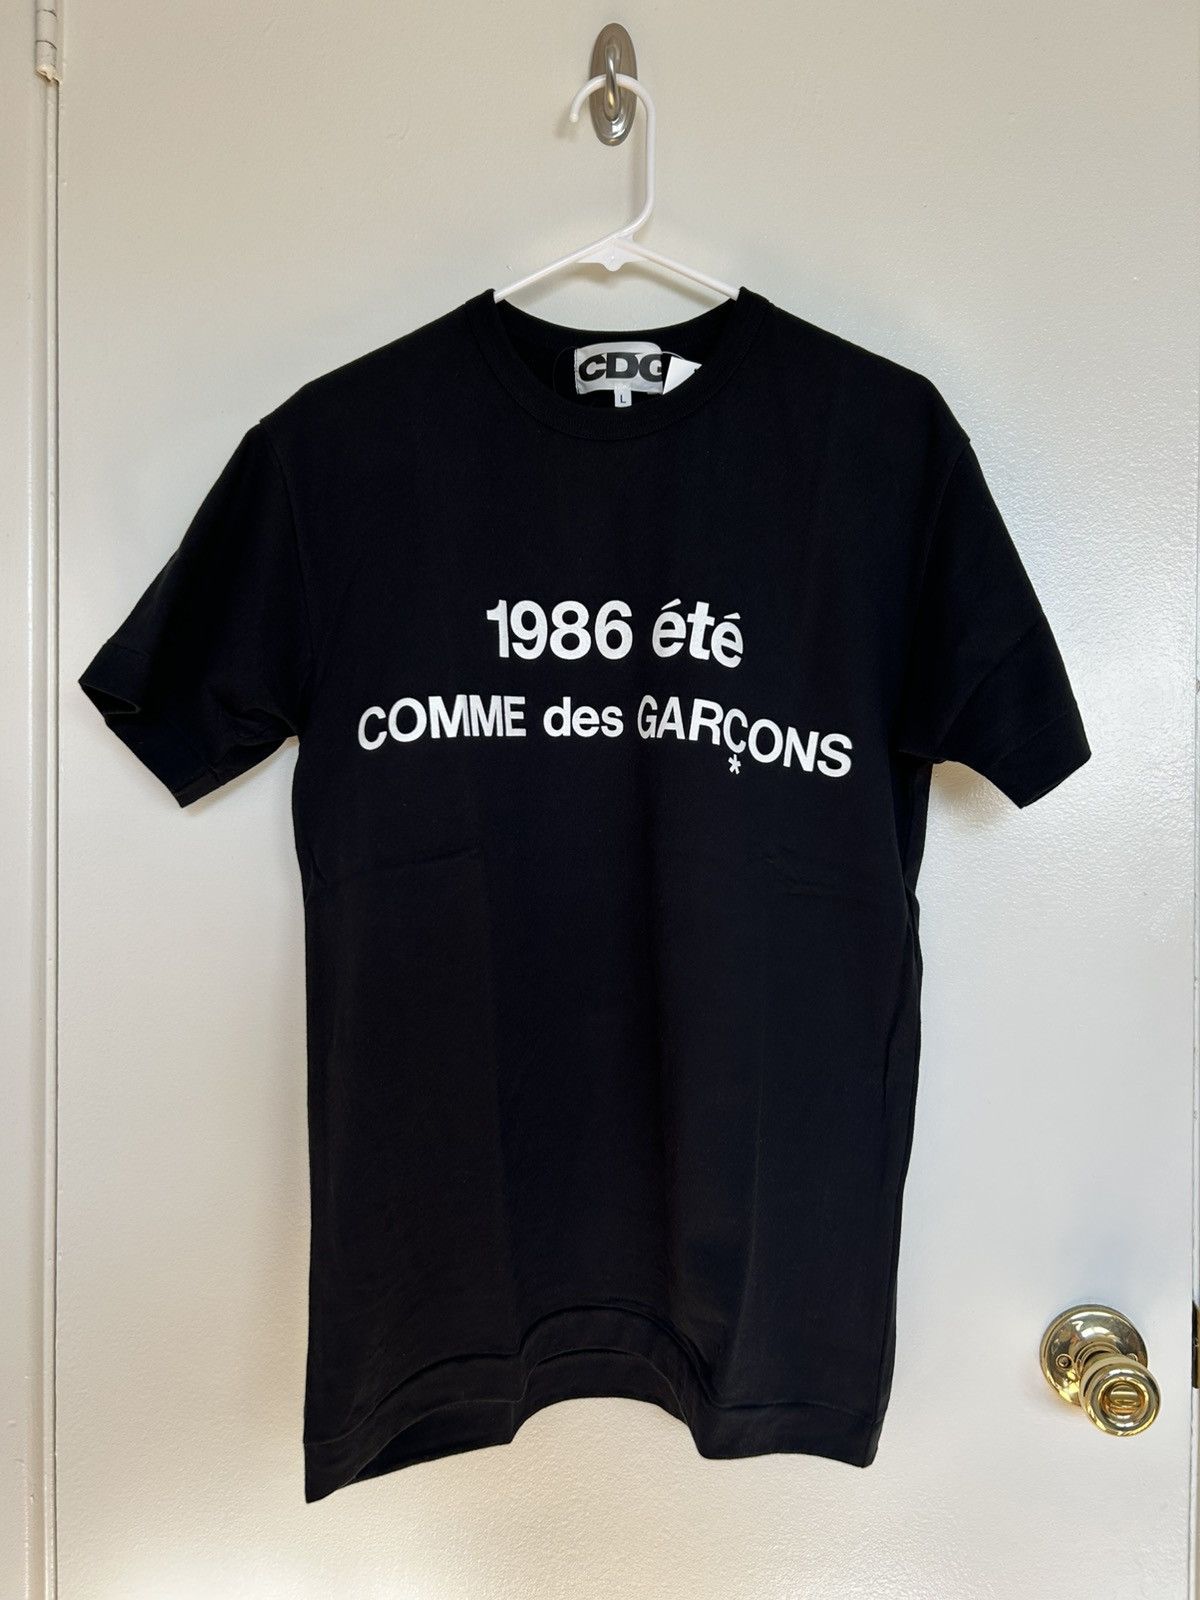 CDG
L
1986 été
COMME des GARÇONS
*